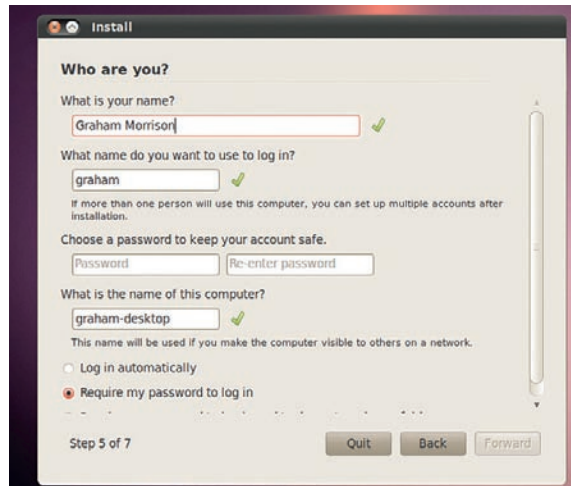 Install
Who are you?
What is your name?
Graham Morrison
What name do you want to use to log in?
graham
If more than one person will use this computer, you can set up multiple accounts after
installation.
Choose a password to keep your account safe.
Password Re-enter password
What is the name of this computer?
graham-desktop
This name will be used if you make the computer visible to others on a network.
Log in automatically
Require my password to log in
Step 5 of 7 Quit Back Forward